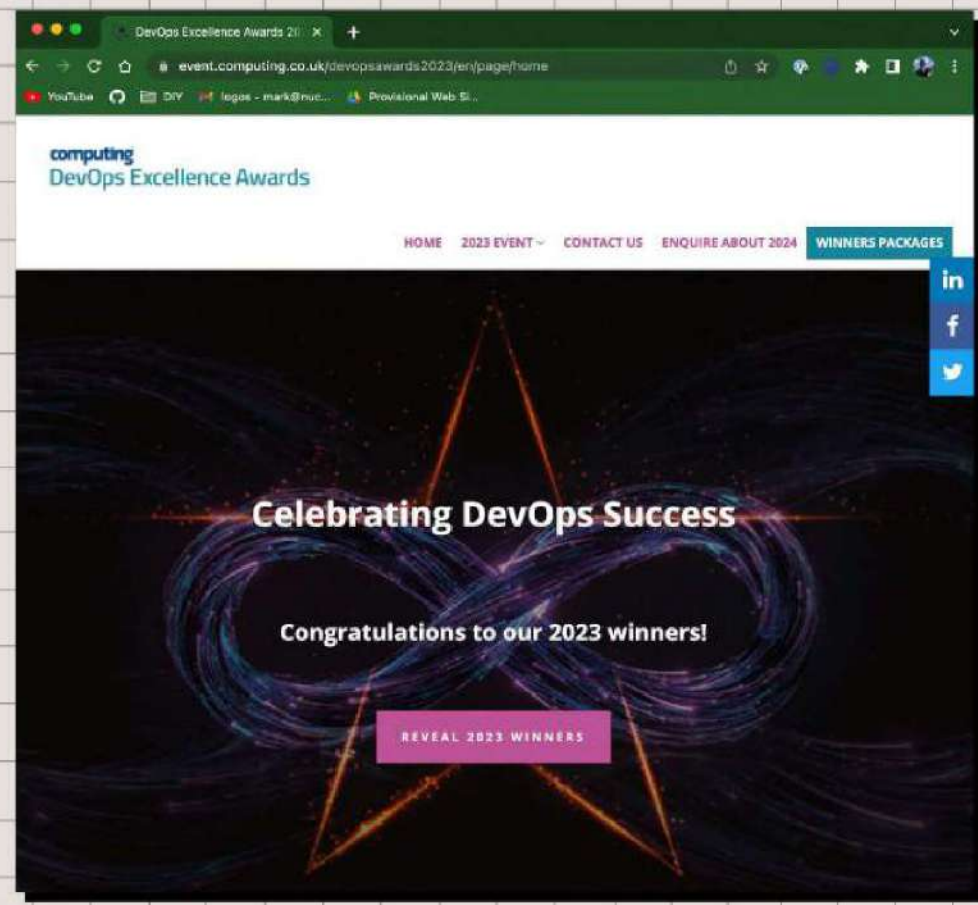 DevOps Excellence Awards 20
event.computing.co.uk/devopsawards2023/en/page/home
YouTube DIY logos - mark@nuc... Provisional Web Si...
computing
DevOps Excellence Awards
HOME 2023 EVENT CONTACT US ENQUIRE ABOUT 2024 WINNERS PACKAGES
in
f
Celebrating DevOps Success
Congratulations to our 2023 winners!
REVEAL 2023 WINNERS